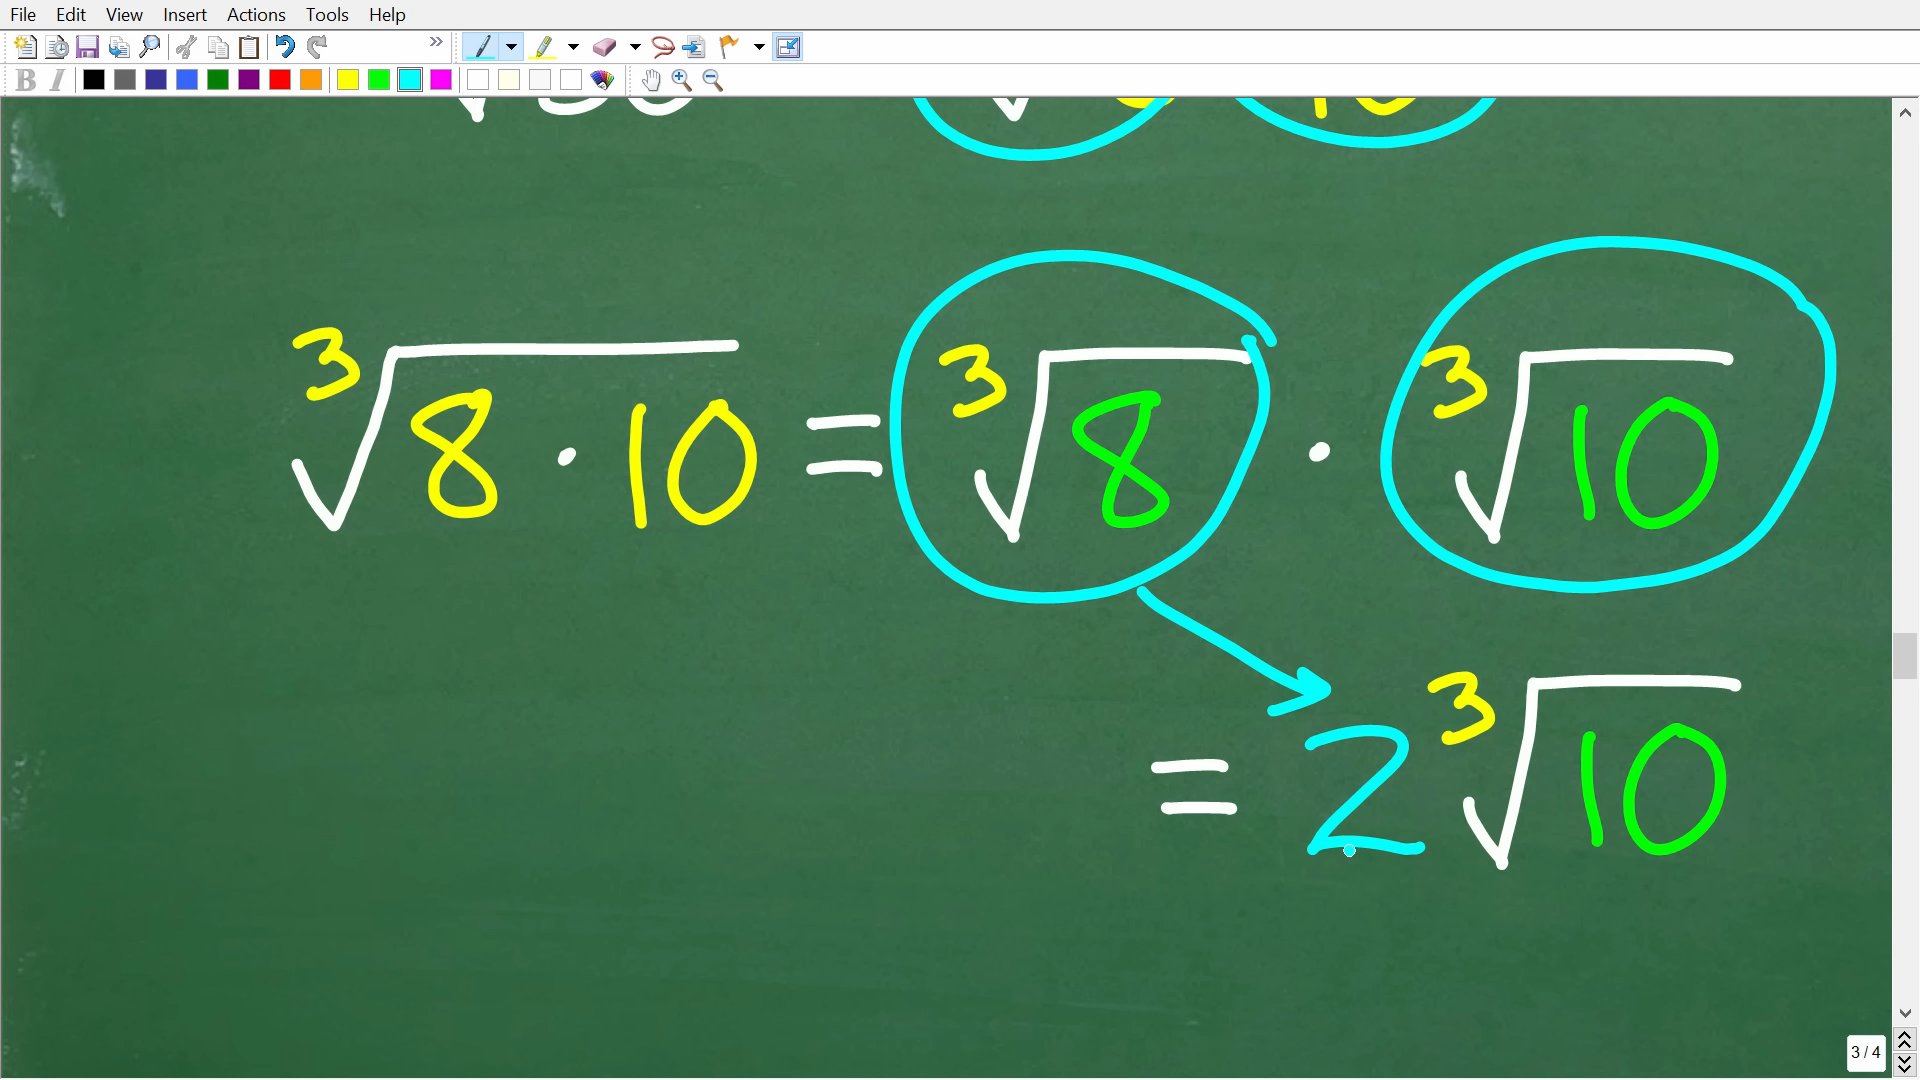 File Edit View Insert Actions Tools Help
B I
∛8 · 10 = ∛8 · ∛10
= 2 ∛10
3 / 4